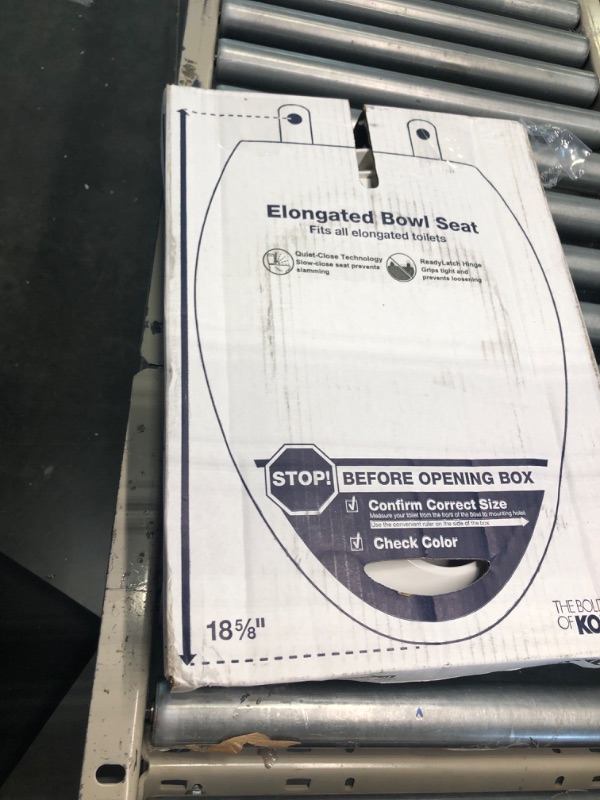 Elongated Bowl Seat
Fits all elongated toilets
Quiet-Close Technology
Slow-close seat prevents
slamming
ReadyLatch Hinge
Grips tight and
prevents loosening
STOP! BEFORE OPENING BOX
Confirm Correct Size
Measure your toilet from the front of the bowl to mounting holes
Use the convenient ruler on the side of the box
Check Color
18⅝"
THE BOL
OF KO